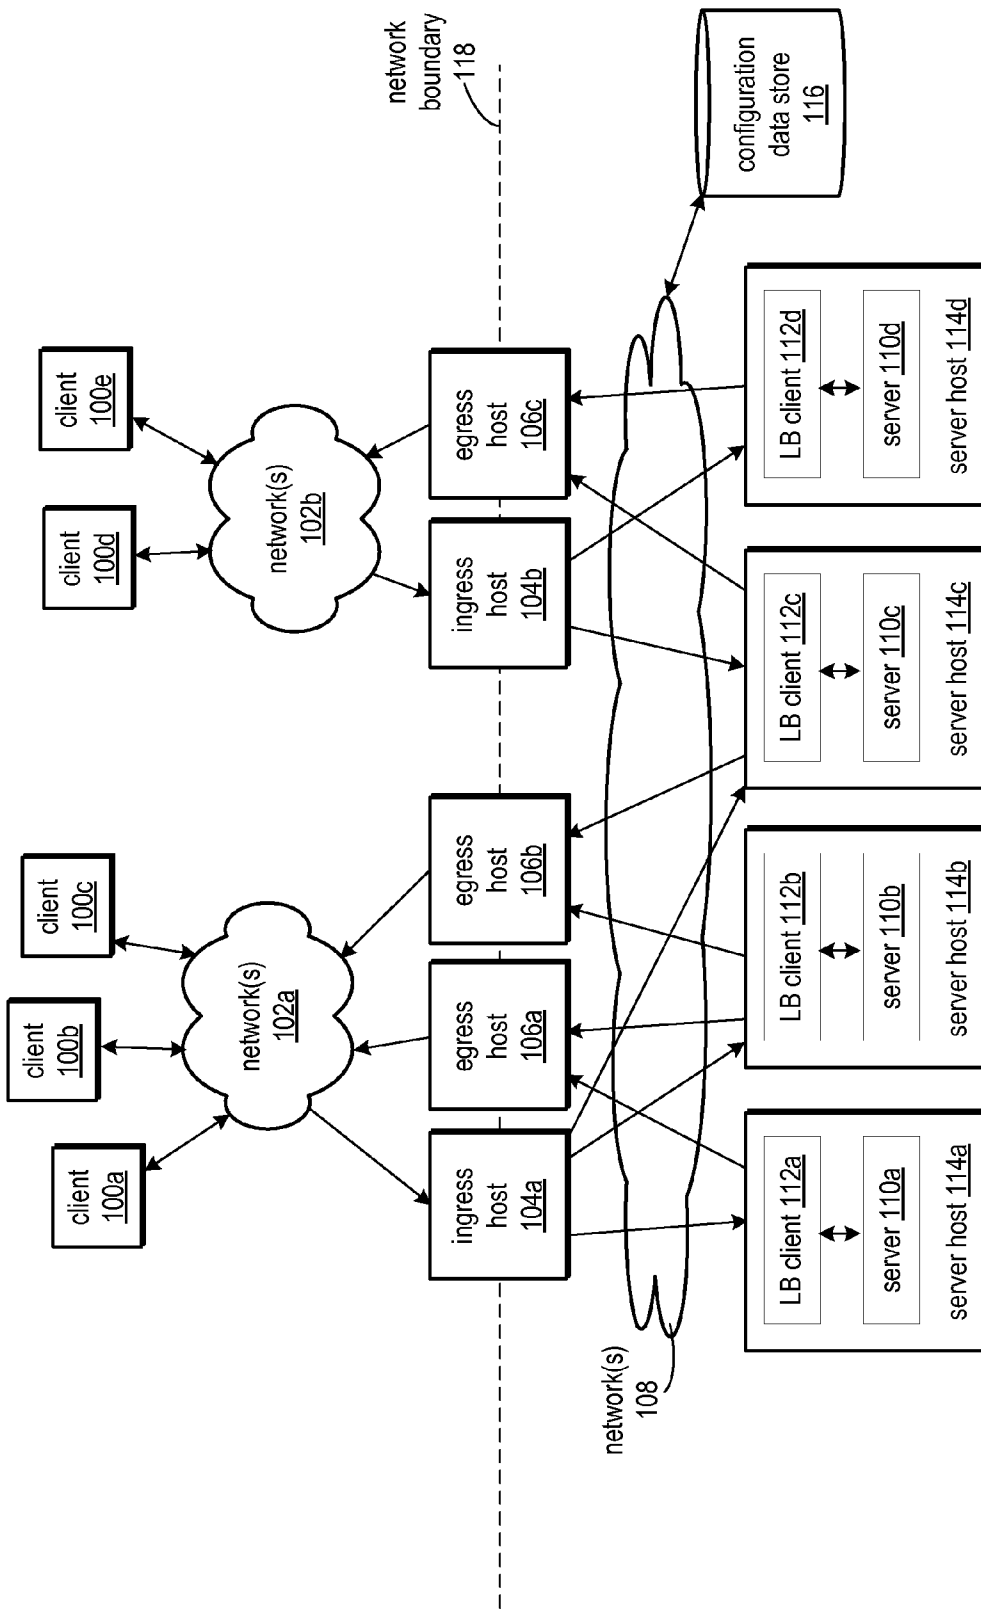 client
100a
client
100b
client
100c
client
100d
client
100e
network(s)
102a
network(s)
102b
network
boundary
118
ingress
host
104a
egress
host
106a
egress
host
106b
ingress
host
104b
egress
host
106c
network(s)
108
configuration
data store
116
LB client 112a
server 110a
server host 114a
LB client 112b
server 110b
server host 114b
LB client 112c
server 110c
server host 114c
LB client 112d
server 110d
server host 114d